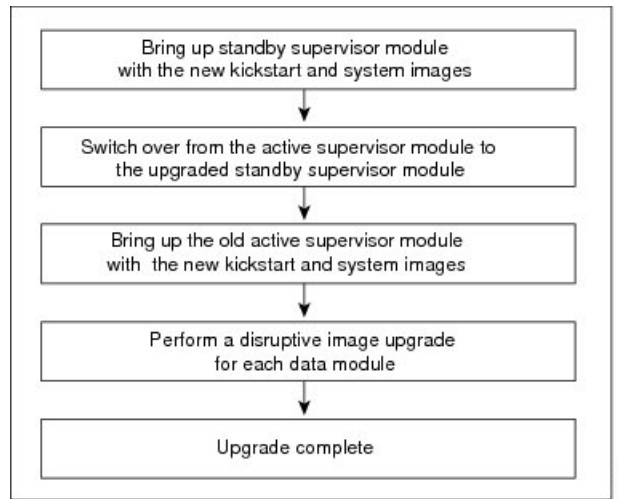 Bring up standby supervisor module
with the new kickstart and system images
Switch over from the active supervisor module to
the upgraded standby supervisor module
Bring up the old active supervisor module
with the new kickstart and system images
Perform a disruptive image upgrade
for each data module
Upgrade complete